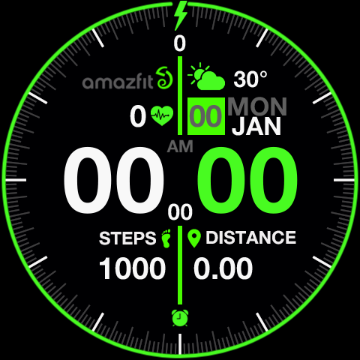 0
amazfit 30°
0 00 MON
JAN
AM
00 00
00
STEPS DISTANCE
1000 0.00